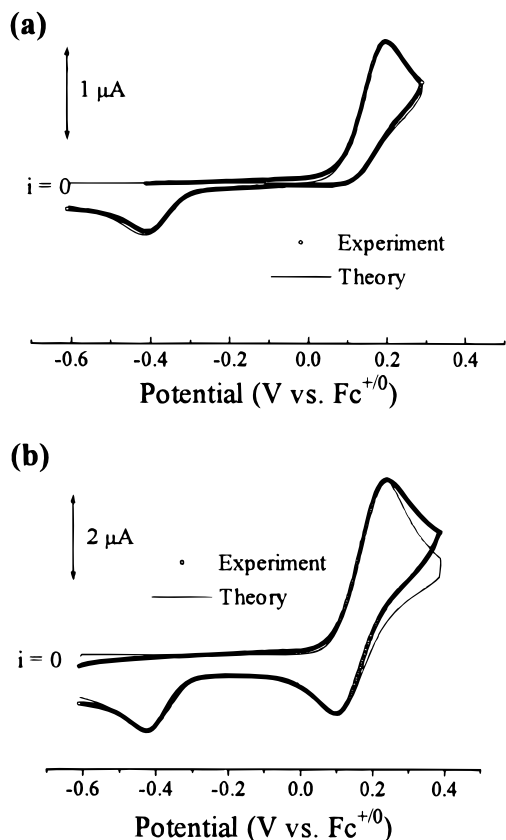 (a)
1 μA
i = 0
Experiment
Theory
-0.6 -0.4 -0.2 0.0 0.2 0.4
Potential (V vs. Fc⁺/⁰)
(b)
2 μA
Experiment
Theory
i = 0
-0.6 -0.4 -0.2 0.0 0.2 0.4
Potential (V vs. Fc⁺/⁰)